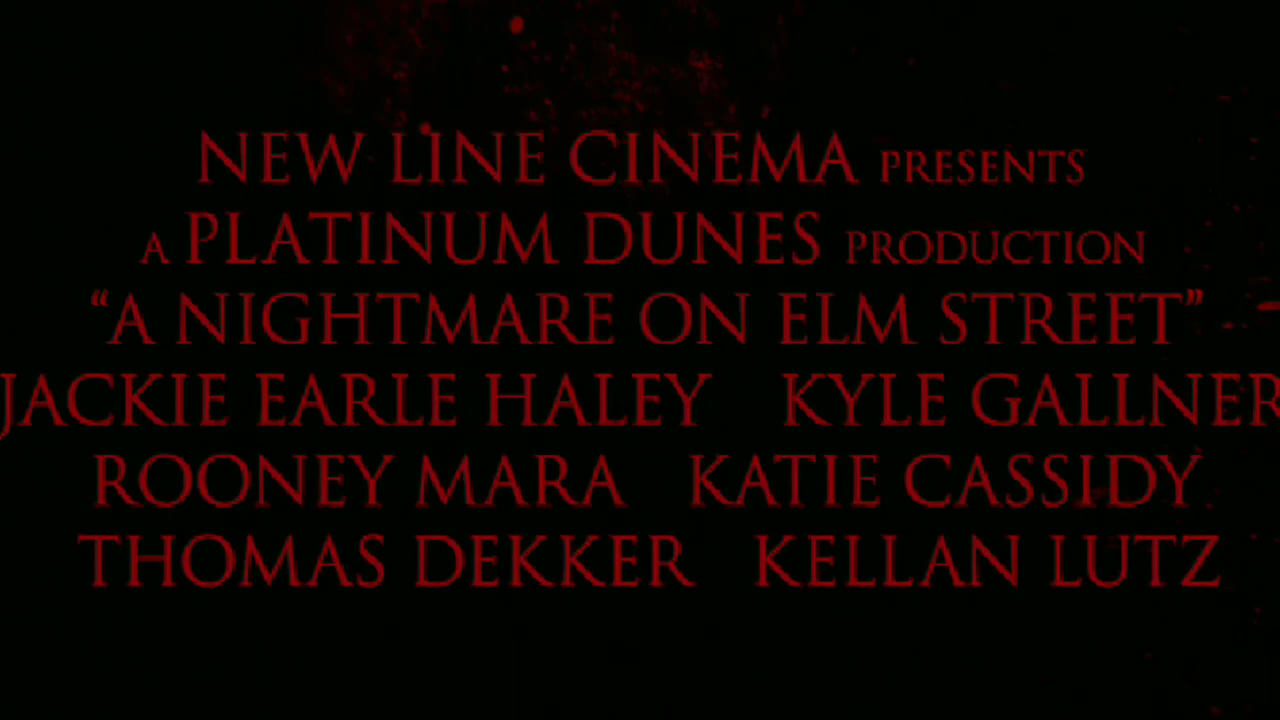 NEW LINE CINEMA PRESENTS
A PLATINUM DUNES PRODUCTION
“A NIGHTMARE ON ELM STREET”
JACKIE EARLE HALEY KYLE GALLNER
ROONEY MARA KATIE CASSIDY
THOMAS DEKKER KELLAN LUTZ